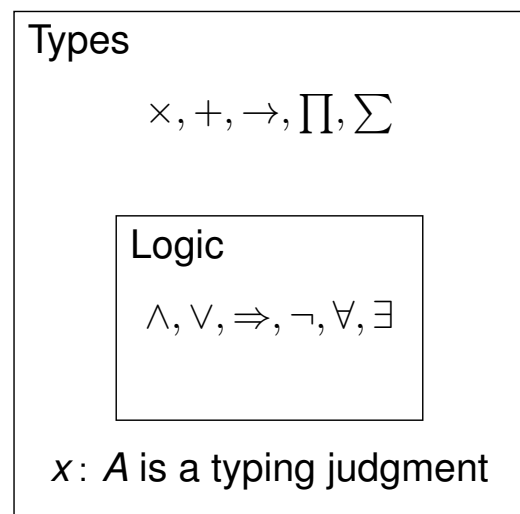 Types
×, +, →, ∏, ∑
Logic
∧, ∨, ⇒, ¬, ∀, ∃
x : A is a typing judgment